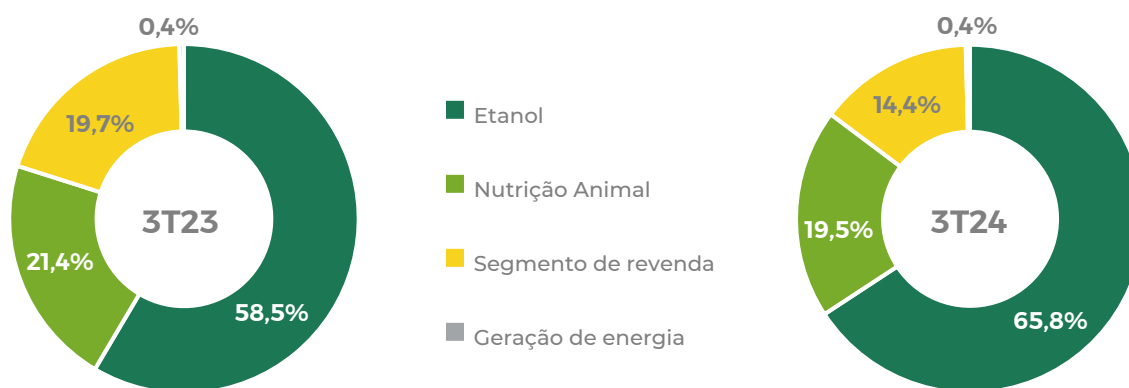 0,4%
19,7%
3T23
21,4%
58,5%
Etanol
Nutrição Animal
Segmento de revenda
Geração de energia
0,4%
14,4%
3T24
19,5%
65,8%